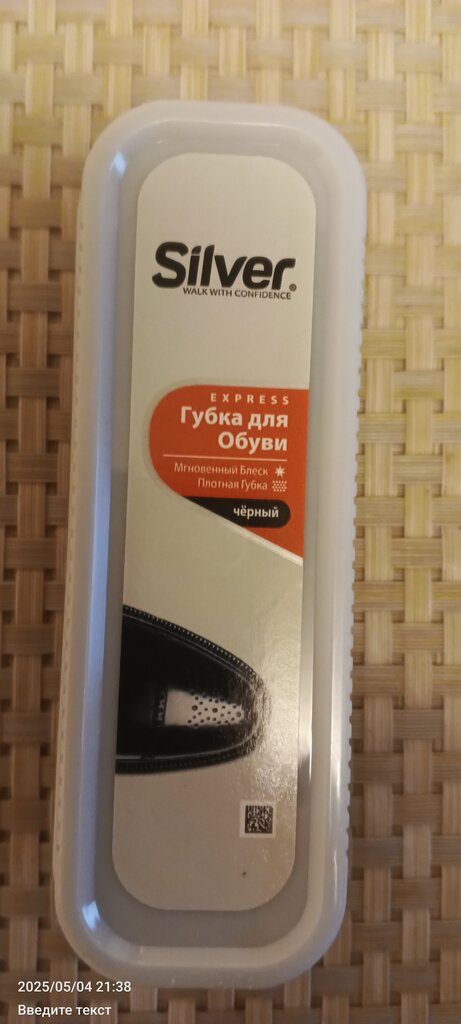 Silver®
WALK WITH CONFIDENCE
EXPRESS
Губка для
Обуви
Мгновенный Блеск
Плотная Губка
чёрный
2025/05/04 21:38
Введите текст